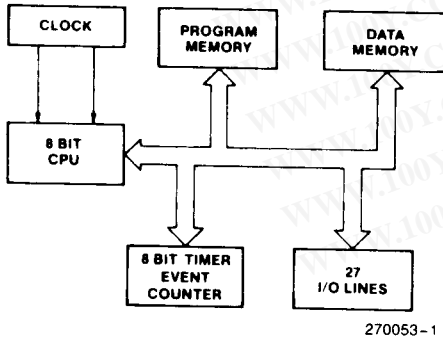 CLOCK
PROGRAM
MEMORY
DATA
MEMORY
8 BIT
CPU
8 BIT TIMER
EVENT
COUNTER
27
I/O LINES
270053-1